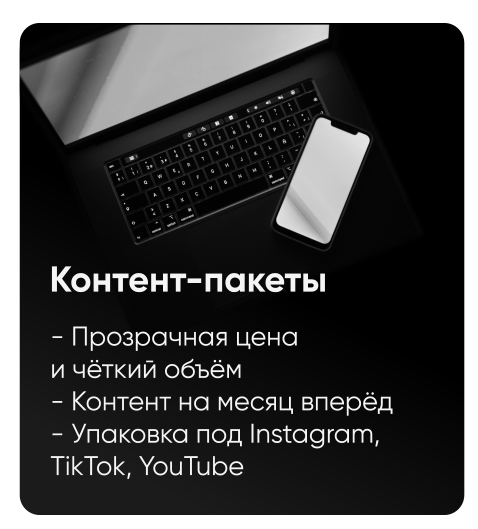 Контент-пакеты
- Прозрачная цена
и чёткий объём
- Контент на месяц вперёд
- Упаковка под Instagram,
TikTok, YouTube